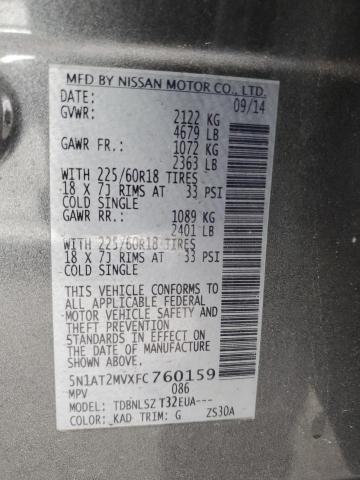 MFD BY NISSAN MOTOR CO., LTD.
DATE: 09/14
GVWR: 2122 KG
4679 LB
GAWR FR.: 1072 KG
2363 LB
WITH 225/60R18 TIRES
18 X 7J RIMS AT 33 PSI
COLD SINGLE
GAWR RR.: 1089 KG
2401 LB
WITH 225/60R18 TIRES
18 X 7J RIMS AT 33 PSI
COLD SINGLE
THIS VEHICLE CONFORMS TO
ALL APPLICABLE FEDERAL
MOTOR VEHICLE SAFETY AND
THEFT PREVENTION
STANDARDS IN EFFECT ON
THE DATE OF MANUFACTURE
SHOWN ABOVE.
5N1AT2MVXFC760159
MPV 086
MODEL: TDBNLSZ T32EUA---
COLOR: KAD TRIM: G ZS30A